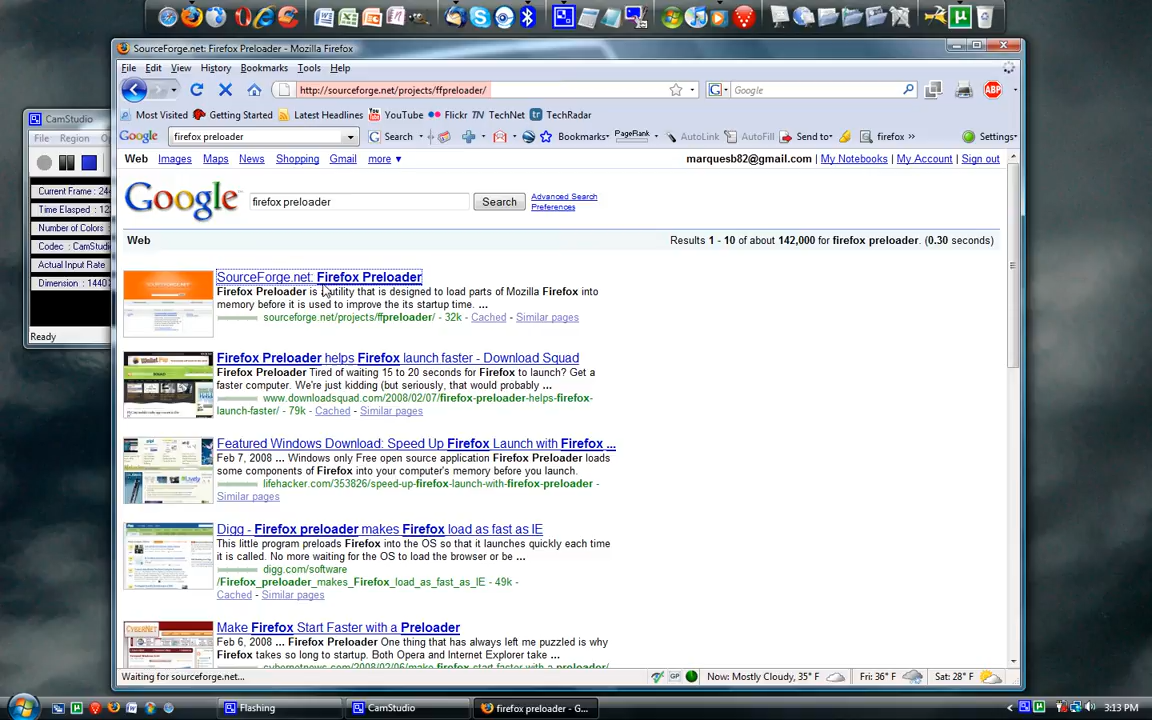 SourceForge.net: Firefox Preloader - Mozilla Firefox
File Edit View History Bookmarks Tools Help
http://sourceforge.net/projects/ffpreloader/
Google
Most Visited Getting Started Latest Headlines YouTube Flickr TechNet TechRadar
Google firefox preloader Search Bookmarks PageRank AutoLink AutoFill Send to firefox » Settings
Web Images Maps News Shopping Gmail more ▼ marquesb82@gmail.com | My Notebooks | My Account | Sign out
Google firefox preloader Search Advanced Search
Preferences
Web Results 1 - 10 of about 142,000 for firefox preloader. (0.30 seconds)
SourceForge.net: Firefox Preloader
Firefox Preloader is utility that is designed to load parts of Mozilla Firefox into
memory before it is used to improve the its startup time. ...
sourceforge.net/projects/ffpreloader/ - 32k - Cached - Similar pages
Firefox Preloader helps Firefox launch faster - Download Squad
Firefox Preloader Tired of waiting 15 to 20 seconds for Firefox to launch? Get a
faster computer. We're just kidding (but seriously, that would probably ...
www.downloadsquad.com/2008/02/07/firefox-preloader-helps-firefox-
launch-faster/ - 79k - Cached - Similar pages
Featured Windows Download: Speed Up Firefox Launch with Firefox ...
Feb 7, 2008 ... Windows only Free open source application Firefox Preloader loads
some components of Firefox into your computer's memory before you launch.
lifehacker.com/353826/speed-up-firefox-launch-with-firefox-preloader -
Similar pages
Digg - Firefox preloader makes Firefox load as fast as IE
This little program preloads Firefox into the OS so that it launches quickly each time
it is called. No more waiting for the OS to load the browser or be ...
digg.com/software
/Firefox_preloader_makes_Firefox_load_as_fast_as_IE - 49k -
Cached - Similar pages
Make Firefox Start Faster with a Preloader
Feb 6, 2008 ... Firefox Preloader One thing that has always left me puzzled is why
Firefox takes so long to startup. Both Opera and Internet Explorer take ...
cybernetnews.com/2008/02/06/make-firefox-start-faster-with-a-preloader/
Waiting for sourceforge.net...
Now: Mostly Cloudy, 35° F Fri: 36° F Sat: 28° F
CamStudio
File Region
Current Frame : 24
Time Elasped : 12
Number of Colors
Codec : CamStudio
Actual Input Rate
Dimension : 1440
Ready
Flashing CamStudio firefox preloader - G... 3:13 PM